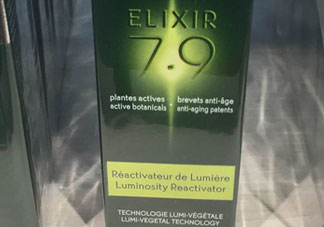 ELIXIR
7.9
plantes actives • brevets anti-âge
active botanicals • anti-aging patents
Réactivateur de Lumière
Luminosity Reactivator
TECHNOLOGIE LUMI-VÉGÉTALE
LUMI-VEGETAL TECHNOLOGY